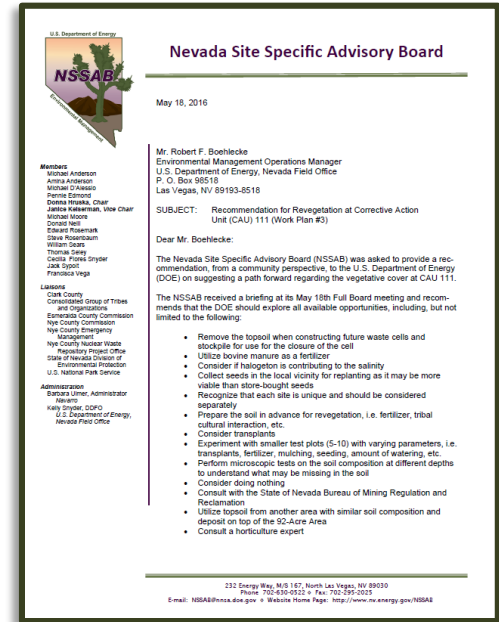 U.S. Department of Energy
NSSAB
Environmental Management
Nevada Site Specific Advisory Board
May 18, 2016
Mr. Robert F. Boehlecke
Environmental Management Operations Manager
U.S. Department of Energy, Nevada Field Office
P. O. Box 98518
Las Vegas, NV 89193-8518
SUBJECT: Recommendation for Revegetation at Corrective Action
Unit (CAU) 111 (Work Plan #3)
Dear Mr. Boehlecke:
The Nevada Site Specific Advisory Board (NSSAB) was asked to provide a rec-
ommendation, from a community perspective, to the U.S. Department of Energy
(DOE) on suggesting a path forward regarding the vegetative cover at CAU 111.
The NSSAB received a briefing at its May 18th Full Board meeting and recom-
mends that the DOE should explore all available opportunities, including, but not
limited to the following:
• Remove the topsoil when constructing future waste cells and
stockpile for use for the closure of the cell
• Utilize bovine manure as a fertilizer
• Consider if halogeton is contributing to the salinity
• Collect seeds in the local vicinity for replanting as it may be more
viable than store-bought seeds
• Recognize that each site is unique and should be considered
separately
• Prepare the soil in advance for revegetation, i.e. fertilizer, tribal
cultural interaction, etc.
• Consider transplants
• Experiment with smaller test plots (5-10) with varying parameters, i.e.
transplants, fertilizer, mulching, seeding, amount of watering, etc.
• Perform microscopic tests on the soil composition at different depths
to understand what may be missing in the soil
• Consider doing nothing
• Consult with the State of Nevada Bureau of Mining Regulation and
Reclamation
• Utilize topsoil from another area with similar soil composition and
deposit on top of the 92-Acre Area
• Consult a horticulture expert
Members
Michael Anderson
Amina Anderson
Michael D'Alessio
Pennie Edmond
Donna Hruska, Chair
Janice Keiserman, Vice Chair
Michael Moore
Donald Neill
Edward Rosemark
Steve Rosenbaum
William Sears
Thomas Seley
Cecilia Flores Snyder
Jack Sypolt
Francisca Vega
Liaisons
Clark County
Consolidated Group of Tribes
and Organizations
Esmeralda County Commission
Nye County Commission
Nye County Emergency
Management
Nye County Nuclear Waste
Repository Project Office
State of Nevada Division of
Environmental Protection
U.S. National Park Service
Administration
Barbara Ulmer, Administrator
Navarro
Kelly Snyder, DDFO
U.S. Department of Energy,
Nevada Field Office
232 Energy Way, M/S 167, North Las Vegas, NV 89030
Phone 702-630-0522 ⟡ Fax: 702-295-2025
E-mail: NSSAB@nnsa.doe.gov ⟡ Website Home Page: http://www.nv.energy.gov/NSSAB